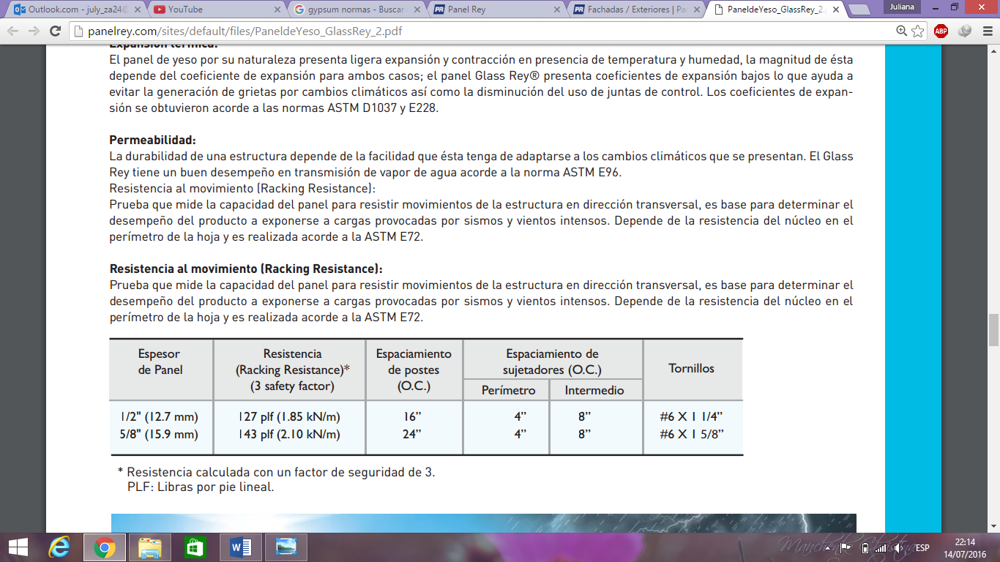 Outlook.com - july_za24@
YouTube
gypsum normas - Buscar
Panel Rey
Fachadas / Exteriores | Pa
PaneldeYeso_GlassRey_2.p
Juliana
panelrey.com/sites/default/files/PaneldeYeso_GlassRey_2.pdf
ABP
Expansión térmica:
El panel de yeso por su naturaleza presenta ligera expansión y contracción en presencia de temperatura y humedad, la magnitud de ésta
depende del coeficiente de expansión para ambos casos; el panel Glass Rey® presenta coeficientes de expansión bajos lo que ayuda a
evitar la generación de grietas por cambios climáticos así como la disminución del uso de juntas de control. Los coeficientes de expan-
sión se obtuvieron acorde a las normas ASTM D1037 y E228.
Permeabilidad:
La durabilidad de una estructura depende de la facilidad que ésta tenga de adaptarse a los cambios climáticos que se presentan. El Glass
Rey tiene un buen desempeño en transmisión de vapor de agua acorde a la norma ASTM E96.
Resistencia al movimiento (Racking Resistance):
Prueba que mide la capacidad del panel para resistir movimientos de la estructura en dirección transversal, es base para determinar el
desempeño del producto a exponerse a cargas provocadas por sismos y vientos intensos. Depende de la resistencia del núcleo en el
perímetro de la hoja y es realizada acorde a la ASTM E72.
Resistencia al movimiento (Racking Resistance):
Prueba que mide la capacidad del panel para resistir movimientos de la estructura en dirección transversal, es base para determinar el
desempeño del producto a exponerse a cargas provocadas por sismos y vientos intensos. Depende de la resistencia del núcleo en el
perímetro de la hoja y es realizada acorde a la ASTM E72.
Espesor
de Panel
Resistencia
(Racking Resistance)*
(3 safety factor)
Espaciamiento
de postes
(O.C.)
Espaciamiento de
sujetadores (O.C.)
Perímetro
Intermedio
Tornillos
1/2" (12.7 mm) 127 plf (1.85 kN/m) 16” 4” 8” #6 X 1 1/4”
5/8" (15.9 mm) 143 plf (2.10 kN/m) 24” 4” 8” #6 X 1 5/8”
* Resistencia calculada con un factor de seguridad de 3.
PLF: Libras por pie lineal.
ESP
22:14
14/07/2016